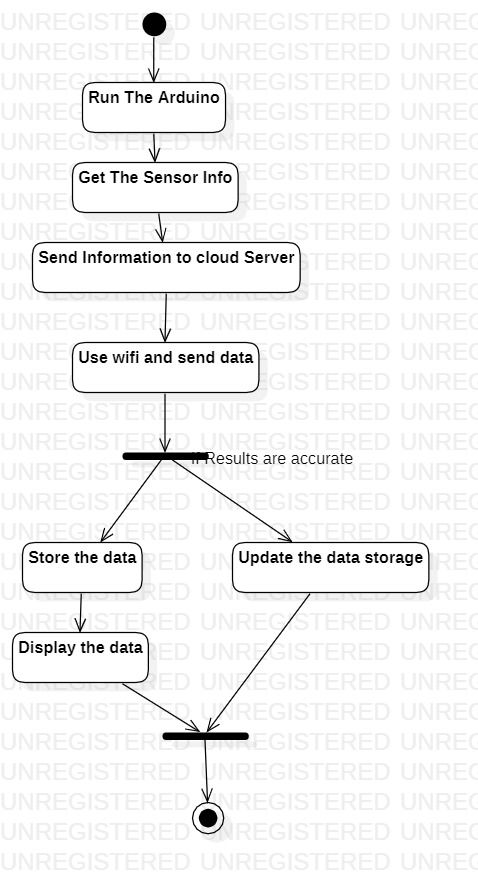 Run The Arduino
Get The Sensor Info
Send Information to cloud Server
Use wifi and send data
If Results are accurate
Store the data
Update the data storage
Display the data
UNREGISTERED